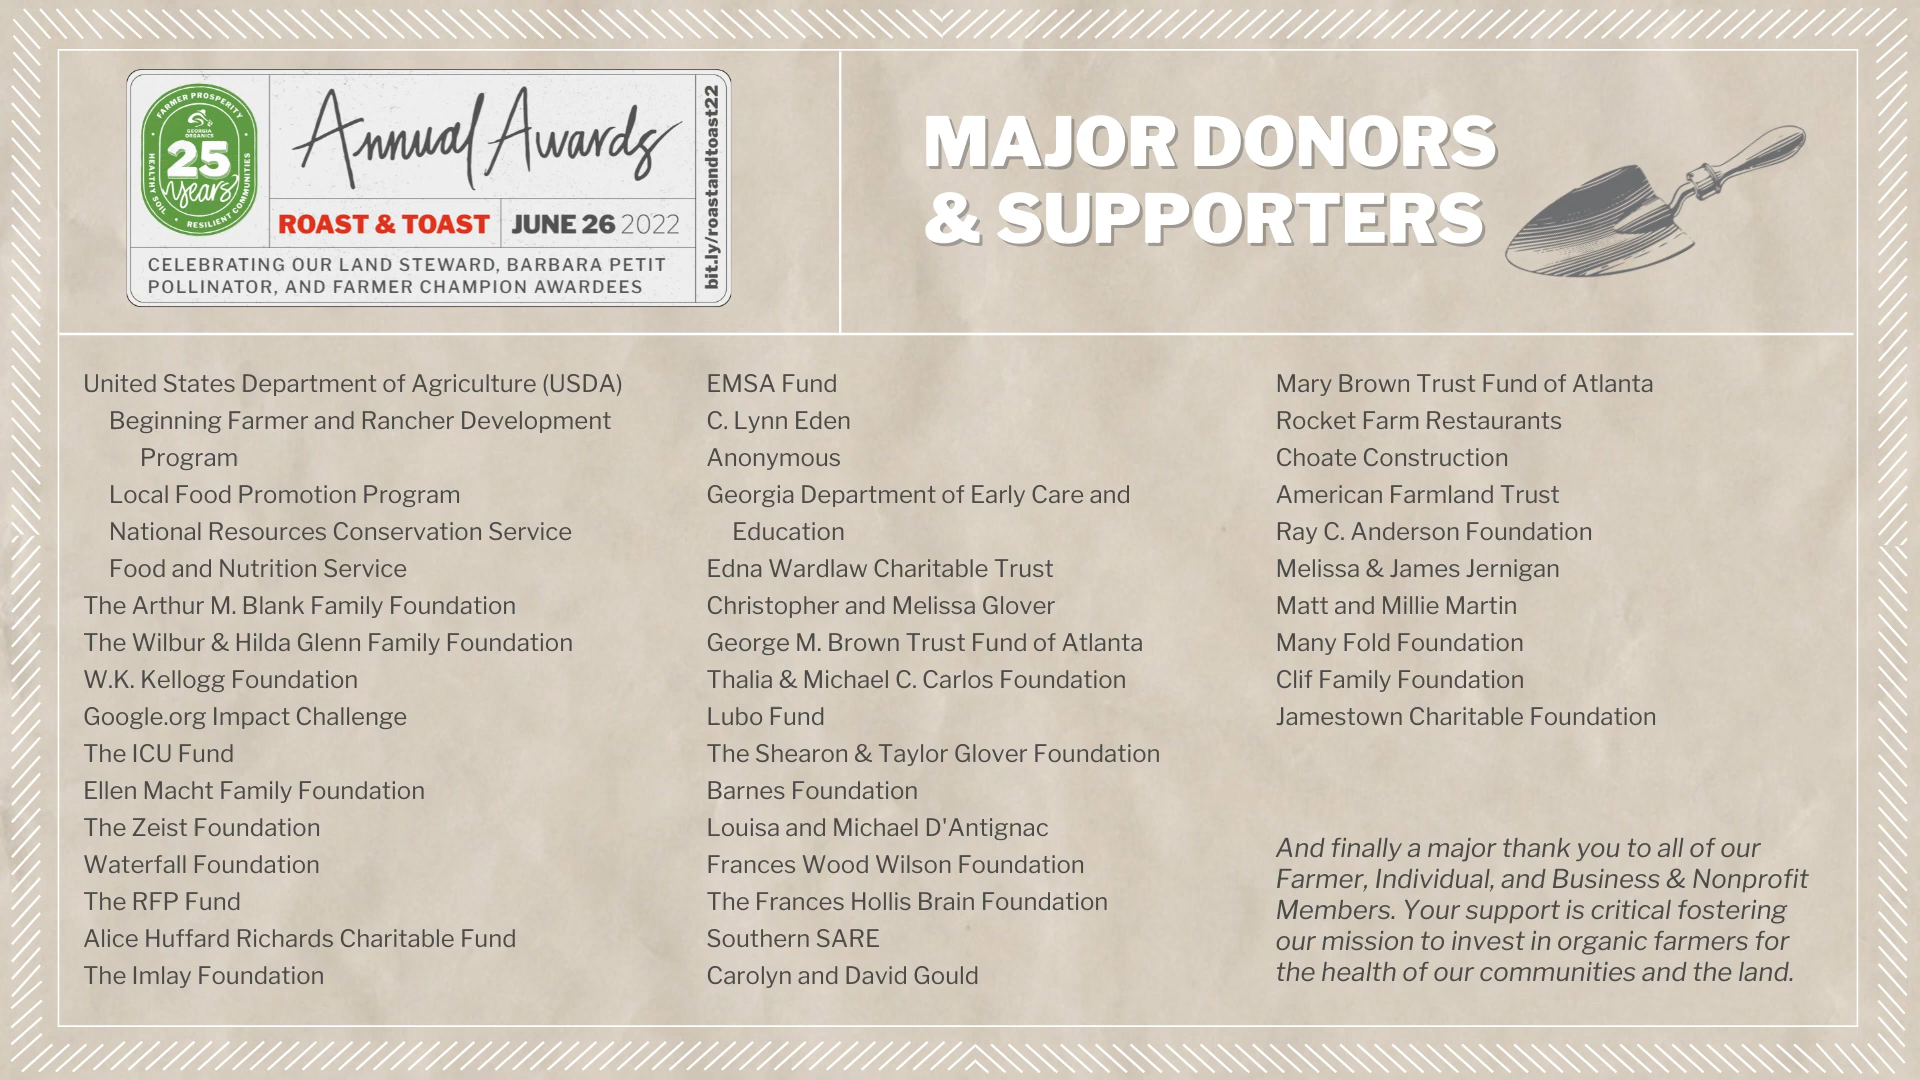 FARMER PROSPERITY
GEORGIA
ORGANICS
25
years
HEALTHY SOIL
RESILIENT COMMUNITIES
Annual Awards
ROAST & TOAST
JUNE 26 2022
CELEBRATING OUR LAND STEWARD, BARBARA PETIT
POLLINATOR, AND FARMER CHAMPION AWARDEES
bit.ly/roastandtoast22
MAJOR DONORS
& SUPPORTERS
United States Department of Agriculture (USDA)
Beginning Farmer and Rancher Development
Program
Local Food Promotion Program
National Resources Conservation Service
Food and Nutrition Service
The Arthur M. Blank Family Foundation
The Wilbur & Hilda Glenn Family Foundation
W.K. Kellogg Foundation
Google.org Impact Challenge
The ICU Fund
Ellen Macht Family Foundation
The Zeist Foundation
Waterfall Foundation
The RFP Fund
Alice Huffard Richards Charitable Fund
The Imlay Foundation
EMSA Fund
C. Lynn Eden
Anonymous
Georgia Department of Early Care and
Education
Edna Wardlaw Charitable Trust
Christopher and Melissa Glover
George M. Brown Trust Fund of Atlanta
Thalia & Michael C. Carlos Foundation
Lubo Fund
The Shearon & Taylor Glover Foundation
Barnes Foundation
Louisa and Michael D'Antignac
Frances Wood Wilson Foundation
The Frances Hollis Brain Foundation
Southern SARE
Carolyn and David Gould
Mary Brown Trust Fund of Atlanta
Rocket Farm Restaurants
Choate Construction
American Farmland Trust
Ray C. Anderson Foundation
Melissa & James Jernigan
Matt and Millie Martin
Many Fold Foundation
Clif Family Foundation
Jamestown Charitable Foundation
And finally a major thank you to all of our
Farmer, Individual, and Business & Nonprofit
Members. Your support is critical fostering
our mission to invest in organic farmers for
the health of our communities and the land.